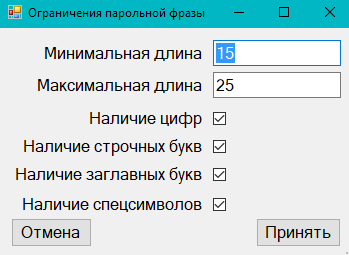 Ограничения парольной фразы
Минимальная длина 15
Максимальная длина 25
Наличие цифр
Наличие строчных букв
Наличие заглавных букв
Наличие спецсимволов
Отмена Принять